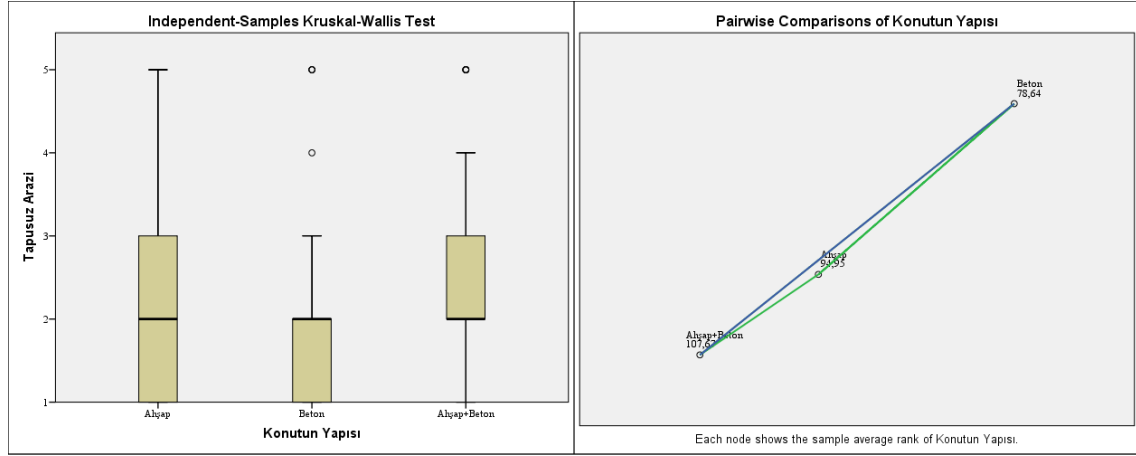 Independent-Samples Kruskal-Wallis Test
Tapusuz Arazi
5
4
3
2
1
Ahşap
Beton
Ahşap+Beton
Konutun Yapısı
Pairwise Comparisons of Konutun Yapısı
Beton
78,64
Ahşap
94,95
Ahşap+Beton
Each node shows the sample average rank of Konutun Yapısı.